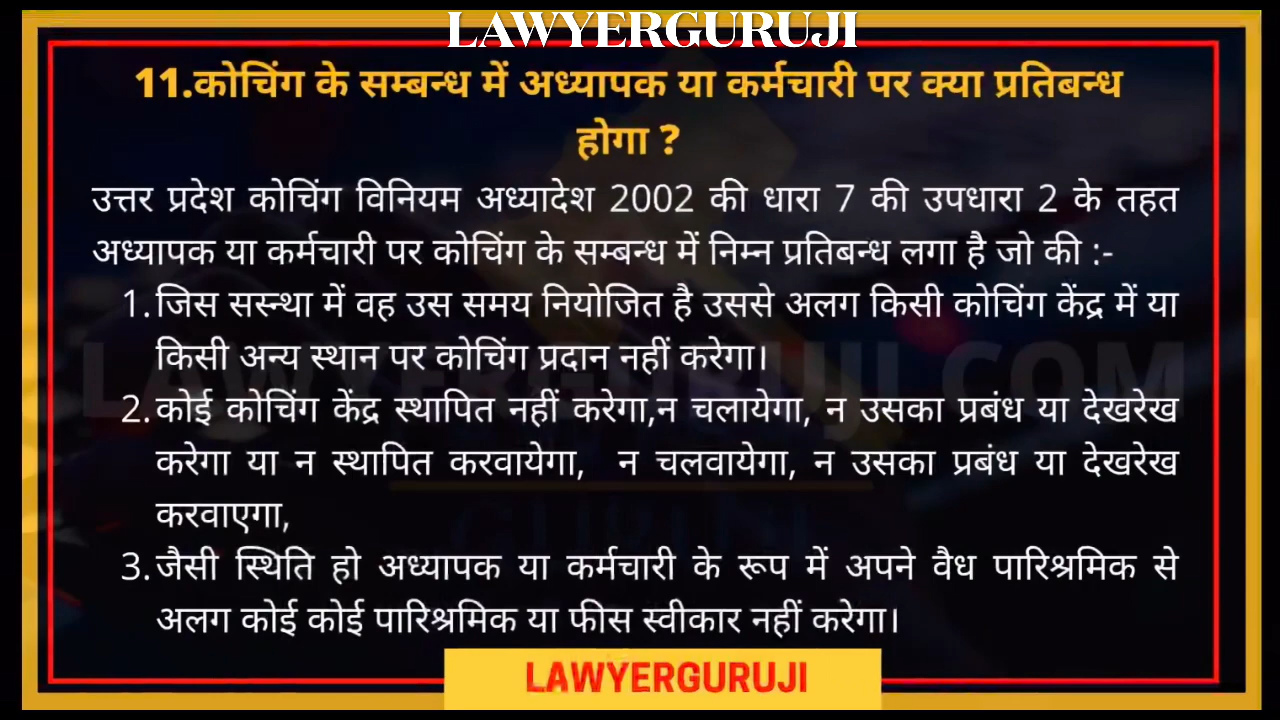 LAWYERGURUJI
11.कोचिंग के सम्बन्ध में अध्यापक या कर्मचारी पर क्या प्रतिबन्ध
होगा ?
उत्तर प्रदेश कोचिंग विनियम अध्यादेश 2002 की धारा 7 की उपधारा 2 के तहत
अध्यापक या कर्मचारी पर कोचिंग के सम्बन्ध में निम्न प्रतिबन्ध लगा है जो की :-
1.जिस सस्न्था में वह उस समय नियोजित है उससे अलग किसी कोचिंग केंद्र में या
किसी अन्य स्थान पर कोचिंग प्रदान नहीं करेगा।
2.कोई कोचिंग केंद्र स्थापित नहीं करेगा,न चलायेगा, न उसका प्रबंध या देखरेख
करेगा या न स्थापित करवायेगा, न चलवायेगा, न उसका प्रबंध या देखरेख
करवाएगा,
3.जैसी स्थिति हो अध्यापक या कर्मचारी के रूप में अपने वैध पारिश्रमिक से
अलग कोई कोई पारिश्रमिक या फीस स्वीकार नहीं करेगा।
LAWYERGURUJI.COM
LAWYERGURUJI